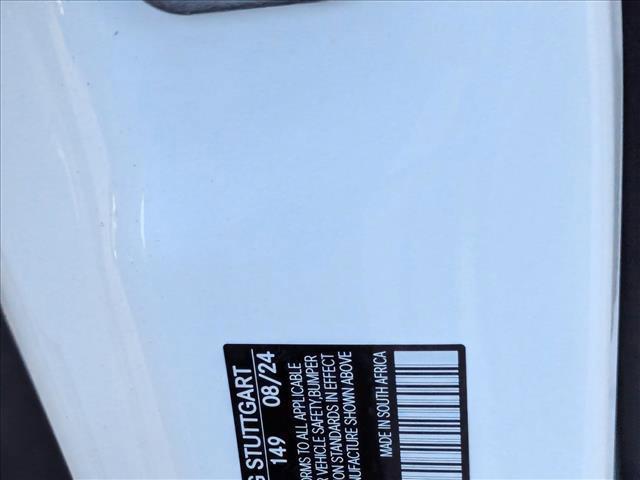 G STUTTGART
149 08/24
ORMS TO ALL APPLICABLE
VEHICLE SAFETY,BUMPER
ON STANDARDS IN EFFECT
NUFACTURE SHOWN ABOVE
MADE IN SOUTH AFRICA